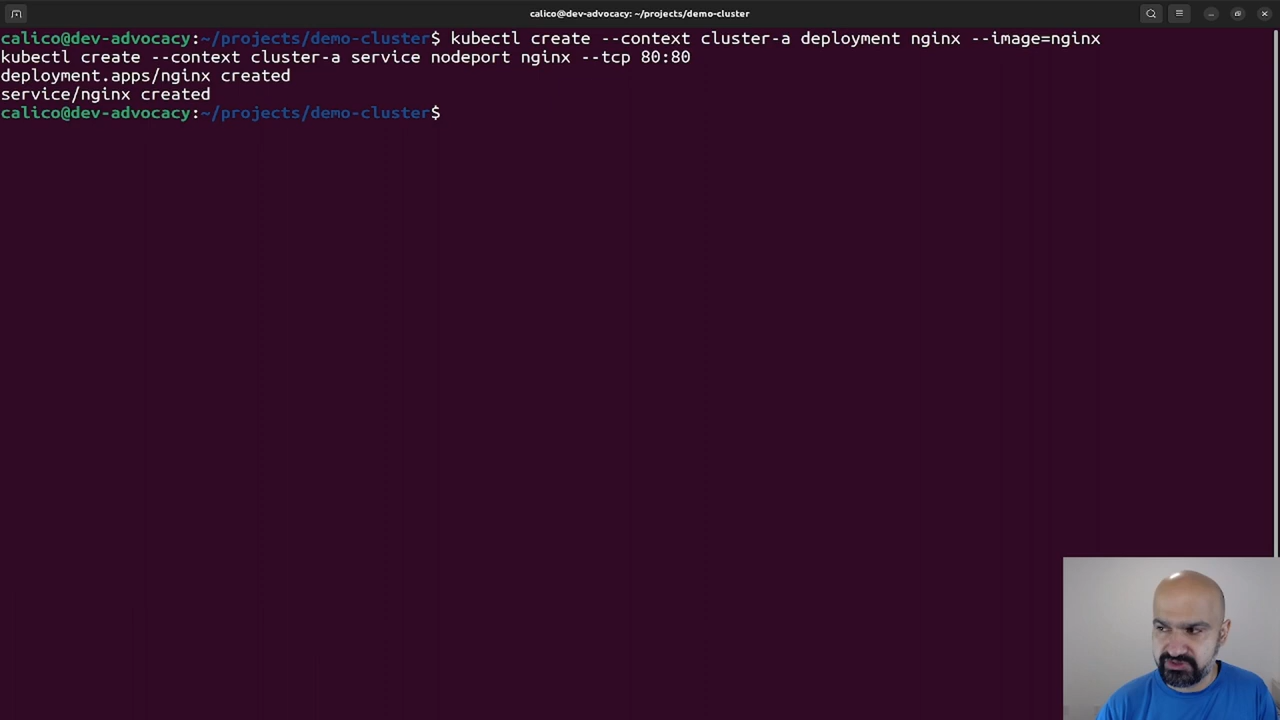 calico@dev-advocacy: ~/projects/demo-cluster
calico@dev-advocacy:~/projects/demo-cluster$ kubectl create --context cluster-a deployment nginx --image=nginx
kubectl create --context cluster-a service nodeport nginx --tcp 80:80
deployment.apps/nginx created
service/nginx created
calico@dev-advocacy:~/projects/demo-cluster$